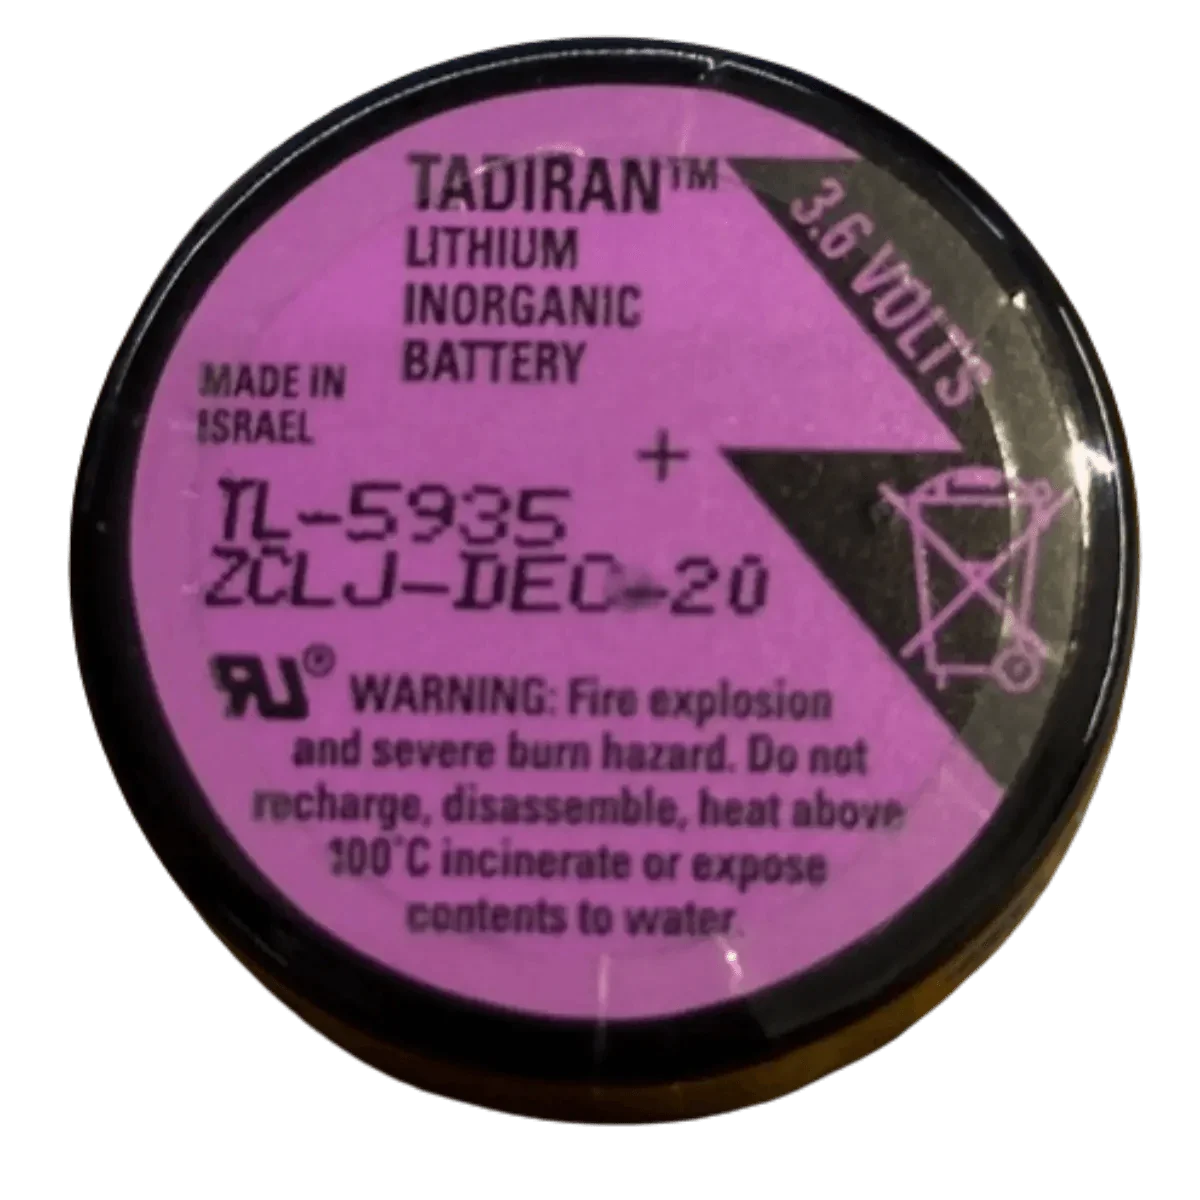 TADIRAN™
LITHIUM
INORGANIC
BATTERY
3.6 VOLTS
MADE IN
ISRAEL
+
TL-5935
ZCLJ-DEC-20
RU® WARNING: Fire explosion
and severe burn hazard. Do not
recharge, disassemble, heat above
100°C incinerate or expose
contents to water.